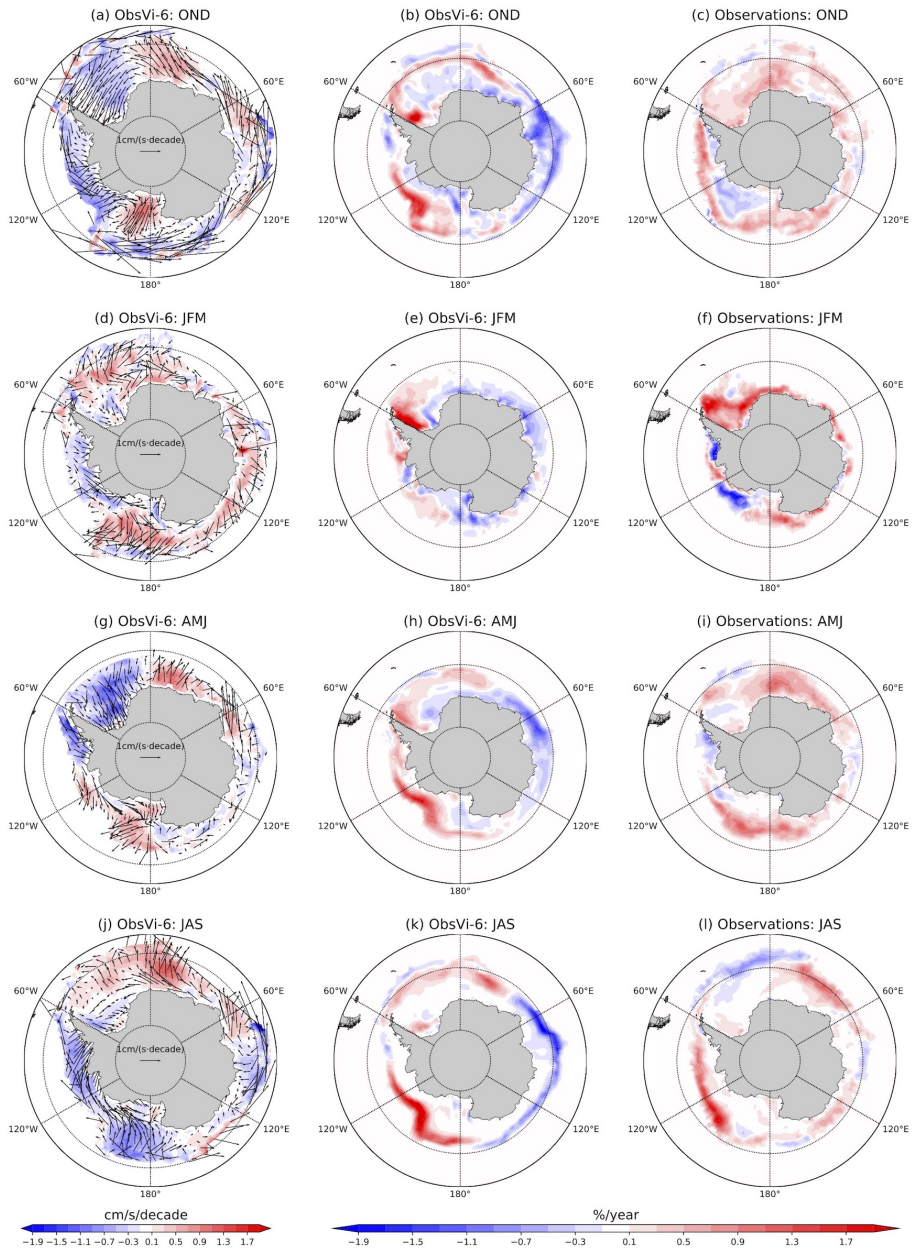 (a) ObsVi-6: OND (b) ObsVi-6: OND (c) Observations: OND
60°W 60°E 60°W 60°E 60°W 60°E
1cm/(s·decade)
120°W 120°E 120°W 120°E 120°W 120°E
180° 180° 180°
(d) ObsVi-6: JFM (e) ObsVi-6: JFM (f) Observations: JFM
60°W 60°E 60°W 60°E 60°W 60°E
1cm/(s·decade)
120°W 120°E 120°W 120°E 120°W 120°E
180° 180° 180°
(g) ObsVi-6: AMJ (h) ObsVi-6: AMJ (i) Observations: AMJ
60°W 60°E 60°W 60°E 60°W 60°E
1cm/(s·decade)
120°W 120°E 120°W 120°E 120°W 120°E
180° 180° 180°
(j) ObsVi-6: JAS (k) ObsVi-6: JAS (l) Observations: JAS
60°W 60°E 60°W 60°E 60°W 60°E
1cm/(s·decade)
120°W 120°E 120°W 120°E 120°W 120°E
180° 180° 180°
cm/s/decade %/year
−1.9 −1.5 −1.1 −0.7 −0.3 0.1 0.5 0.9 1.3 1.7 −1.9 −1.5 −1.1 −0.7 −0.3 0.1 0.5 0.9 1.3 1.7